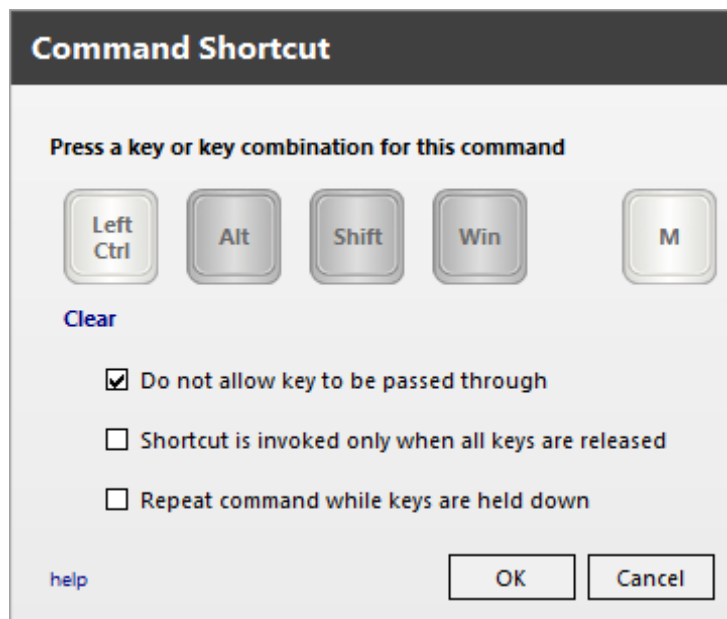 Command Shortcut
Press a key or key combination for this command
Left Ctrl Alt Shift Win M
Clear
Do not allow key to be passed through
Shortcut is invoked only when all keys are released
Repeat command while keys are held down
help OK Cancel